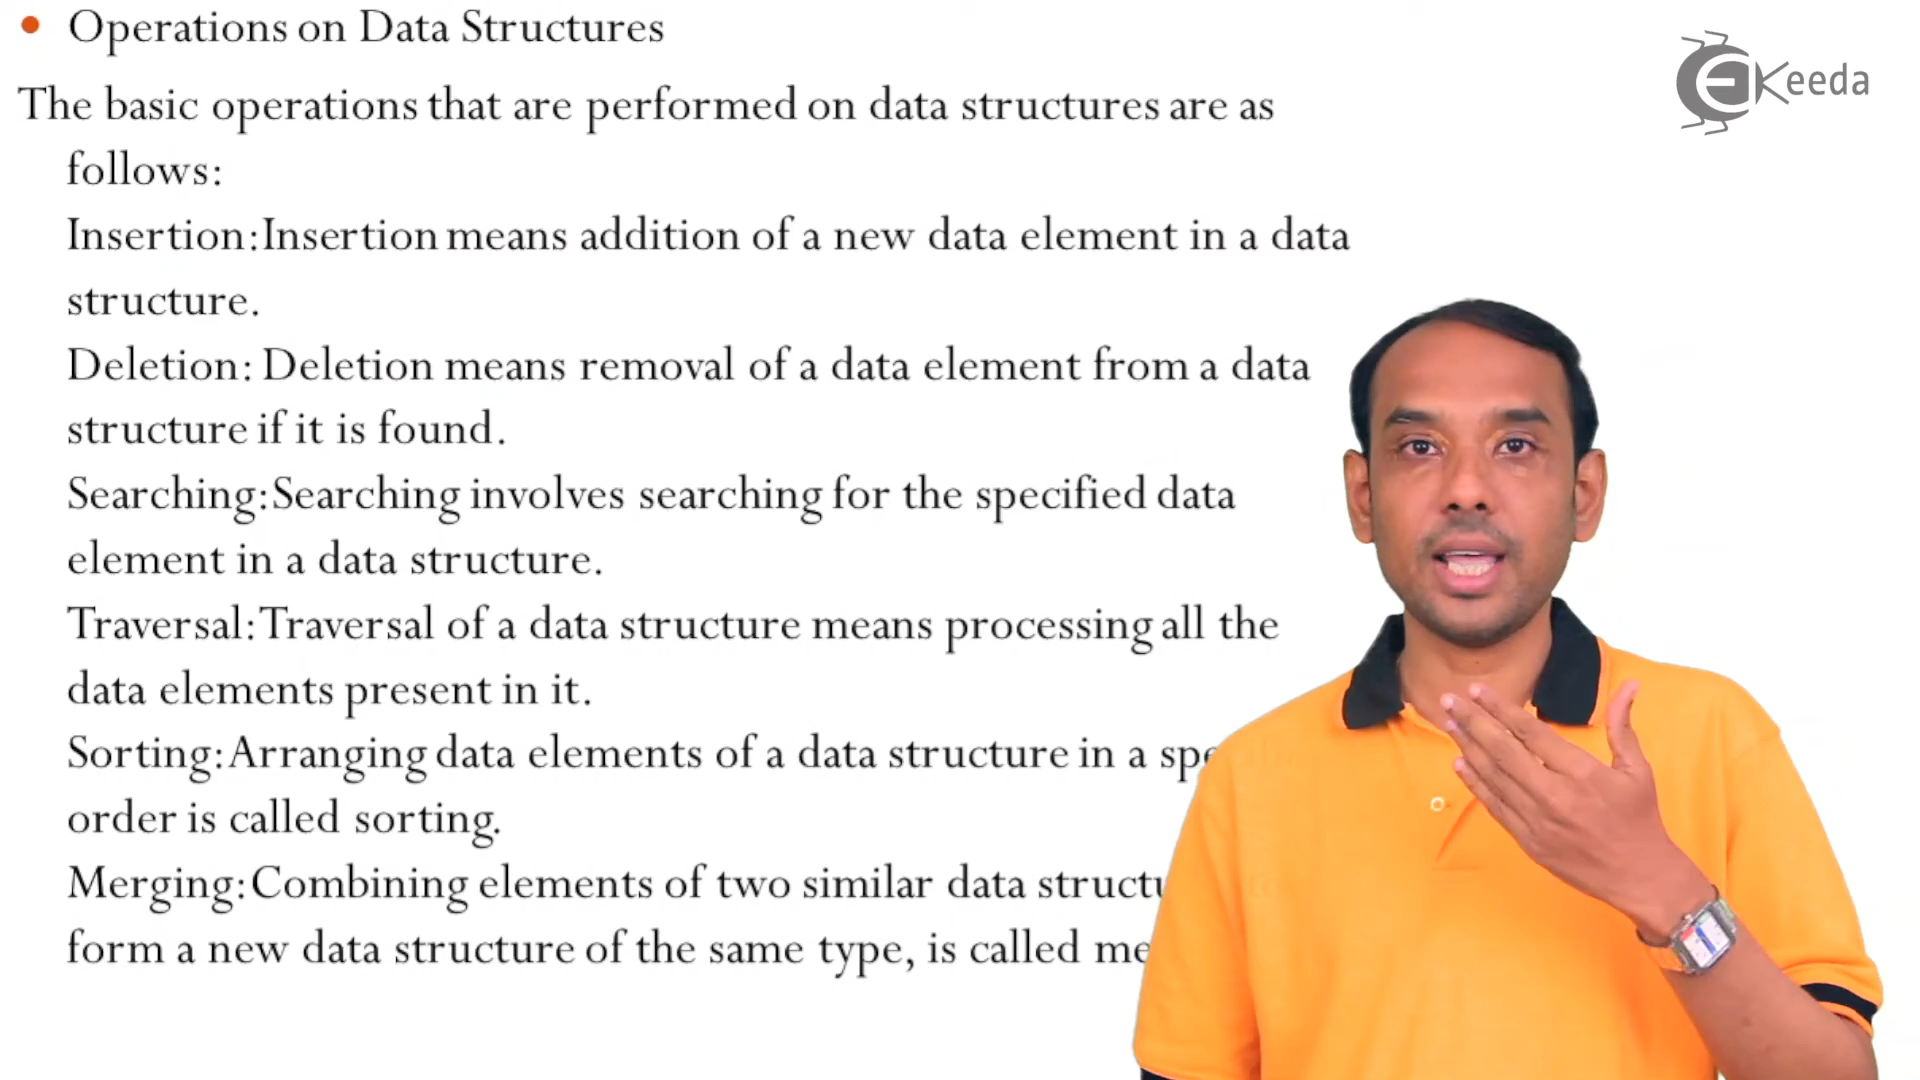 • Operations on Data Structures
eKeeda
The basic operations that are performed on data structures are as
follows:
Insertion:Insertion means addition of a new data element in a data
structure.
Deletion: Deletion means removal of a data element from a data
structure if it is found.
Searching:Searching involves searching for the specified data
element in a data structure.
Traversal:Traversal of a data structure means processing all the
data elements present in it.
Sorting:Arranging data elements of a data structure in a
order is called sorting.
Merging:Combining elements of two similar data
form a new data structure of the same type, is called